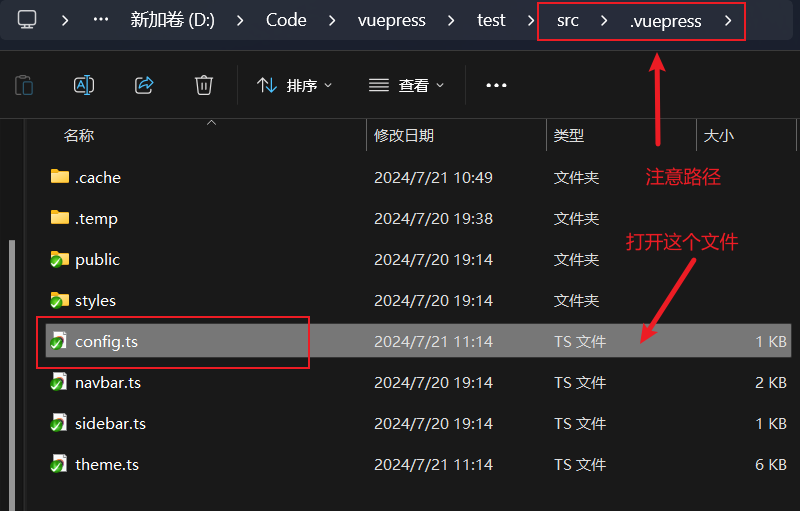 … 新加卷 (D:) > Code > vuepress > test > src > .vuepress >
排序 查看 …
名称 修改日期 类型 大小
.cache 2024/7/21 10:49 文件夹
注意路径
.temp 2024/7/20 19:38 文件夹
打开这个文件
public 2024/7/20 19:14 文件夹
styles 2024/7/20 19:14 文件夹
config.ts 2024/7/21 11:14 TS 文件 1 KB
navbar.ts 2024/7/20 19:14 TS 文件 2 KB
sidebar.ts 2024/7/20 19:14 TS 文件 1 KB
theme.ts 2024/7/21 11:14 TS 文件 6 KB